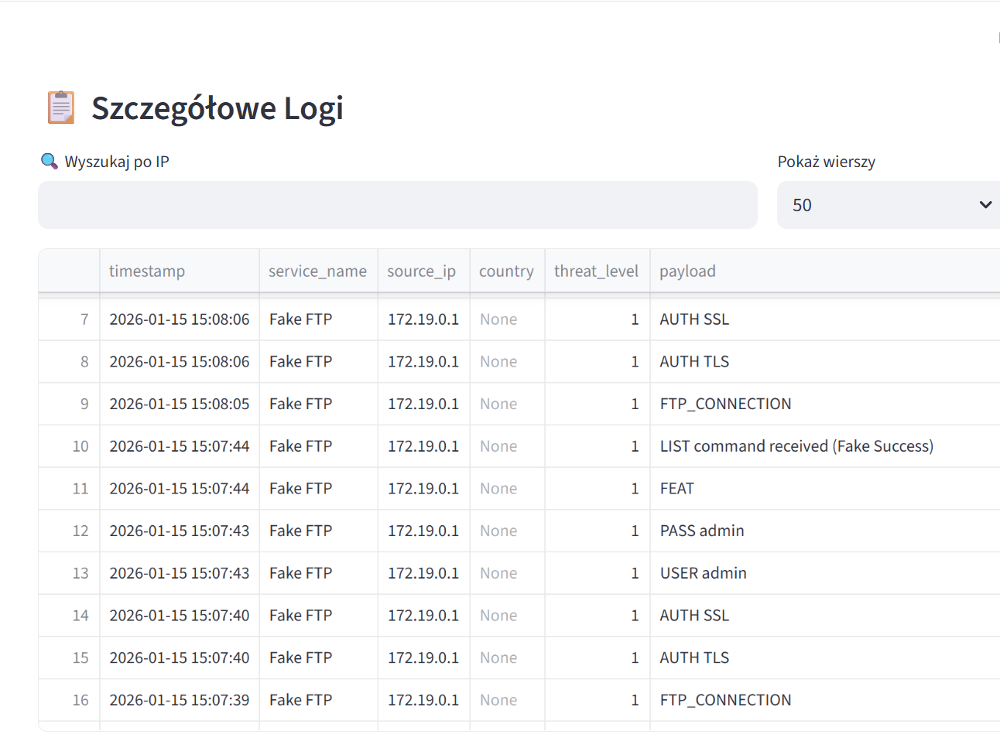 📋 Szczegółowe Logi
🔍 Wyszukaj po IP
Pokaż wierszy
50
timestamp service_name source_ip country threat_level payload
7 2026-01-15 15:08:06 Fake FTP 172.19.0.1 None 1 AUTH SSL
8 2026-01-15 15:08:06 Fake FTP 172.19.0.1 None 1 AUTH TLS
9 2026-01-15 15:08:05 Fake FTP 172.19.0.1 None 1 FTP_CONNECTION
10 2026-01-15 15:07:44 Fake FTP 172.19.0.1 None 1 LIST command received (Fake Success)
11 2026-01-15 15:07:44 Fake FTP 172.19.0.1 None 1 FEAT
12 2026-01-15 15:07:43 Fake FTP 172.19.0.1 None 1 PASS admin
13 2026-01-15 15:07:43 Fake FTP 172.19.0.1 None 1 USER admin
14 2026-01-15 15:07:40 Fake FTP 172.19.0.1 None 1 AUTH SSL
15 2026-01-15 15:07:40 Fake FTP 172.19.0.1 None 1 AUTH TLS
16 2026-01-15 15:07:39 Fake FTP 172.19.0.1 None 1 FTP_CONNECTION